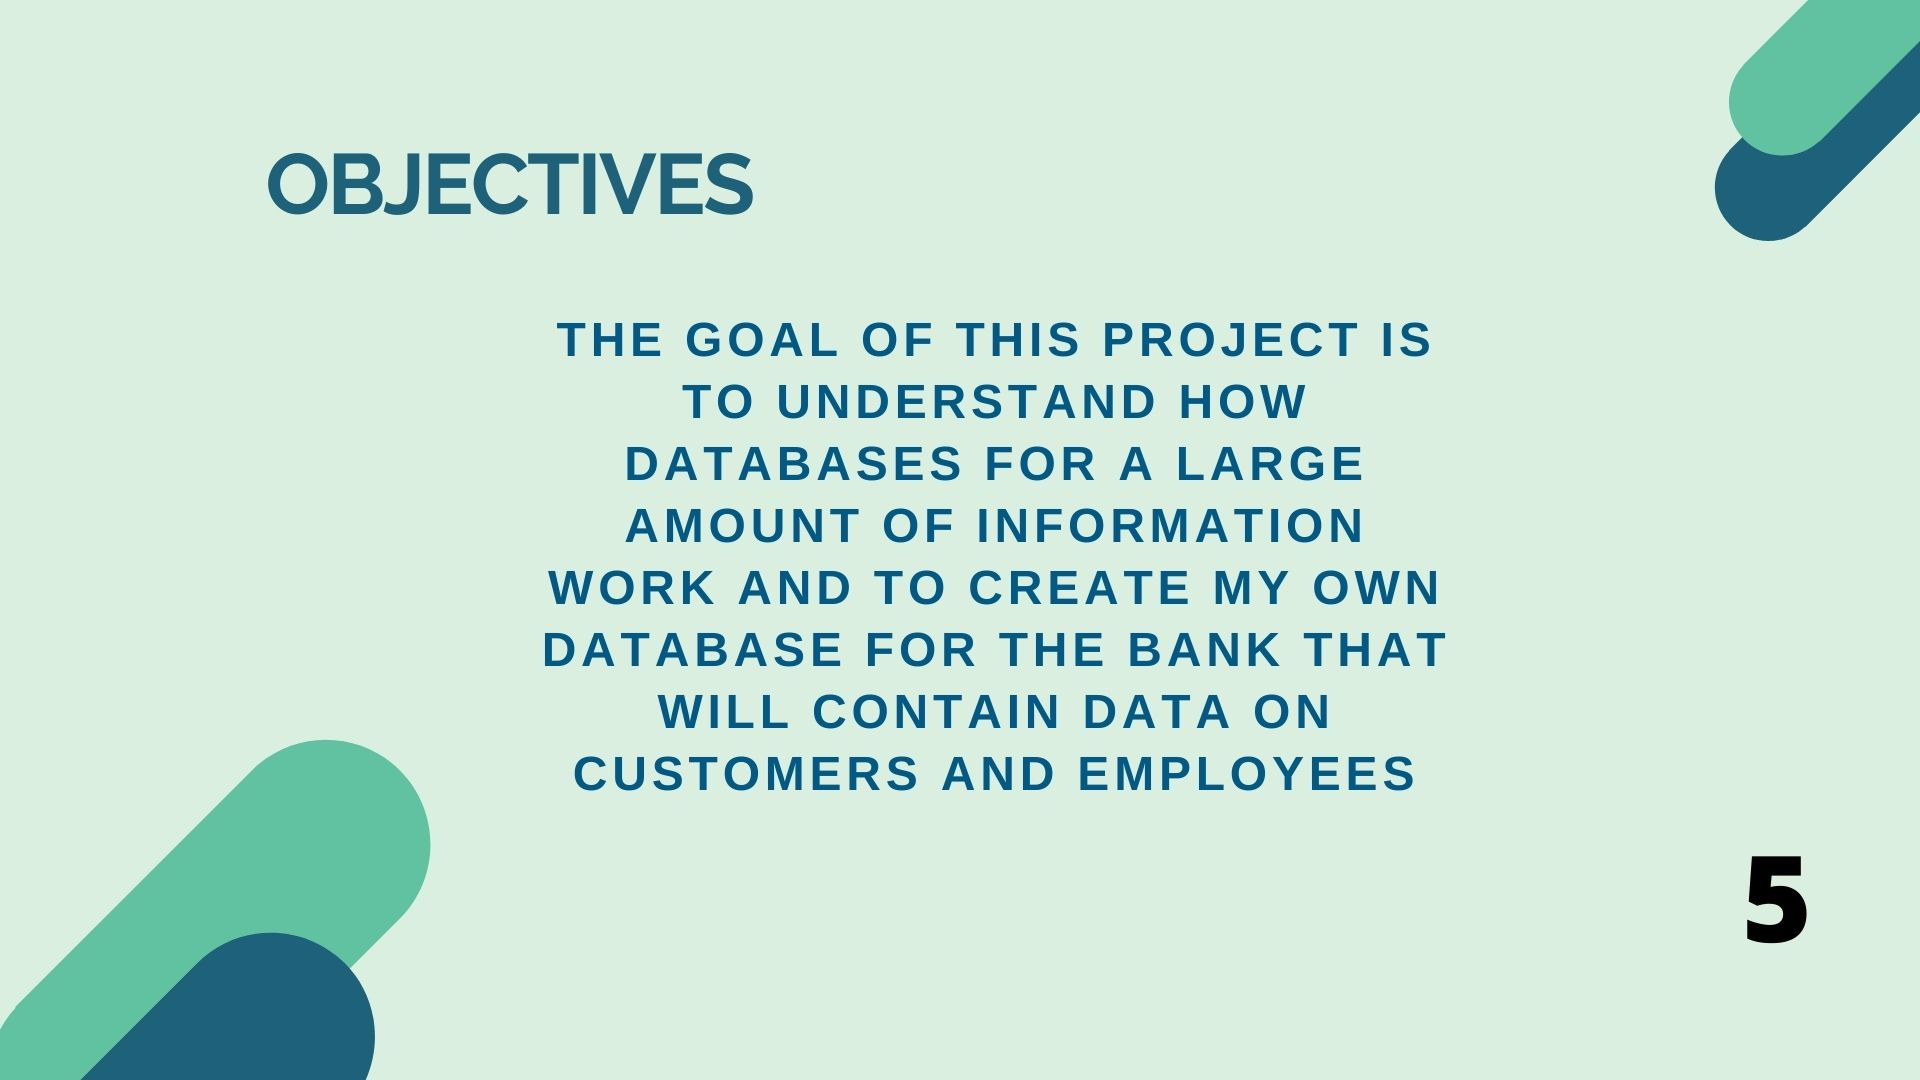 OBJECTIVES
THE GOAL OF THIS PROJECT IS
TO UNDERSTAND HOW
DATABASES FOR A LARGE
AMOUNT OF INFORMATION
WORK AND TO CREATE MY OWN
DATABASE FOR THE BANK THAT
WILL CONTAIN DATA ON
CUSTOMERS AND EMPLOYEES
5